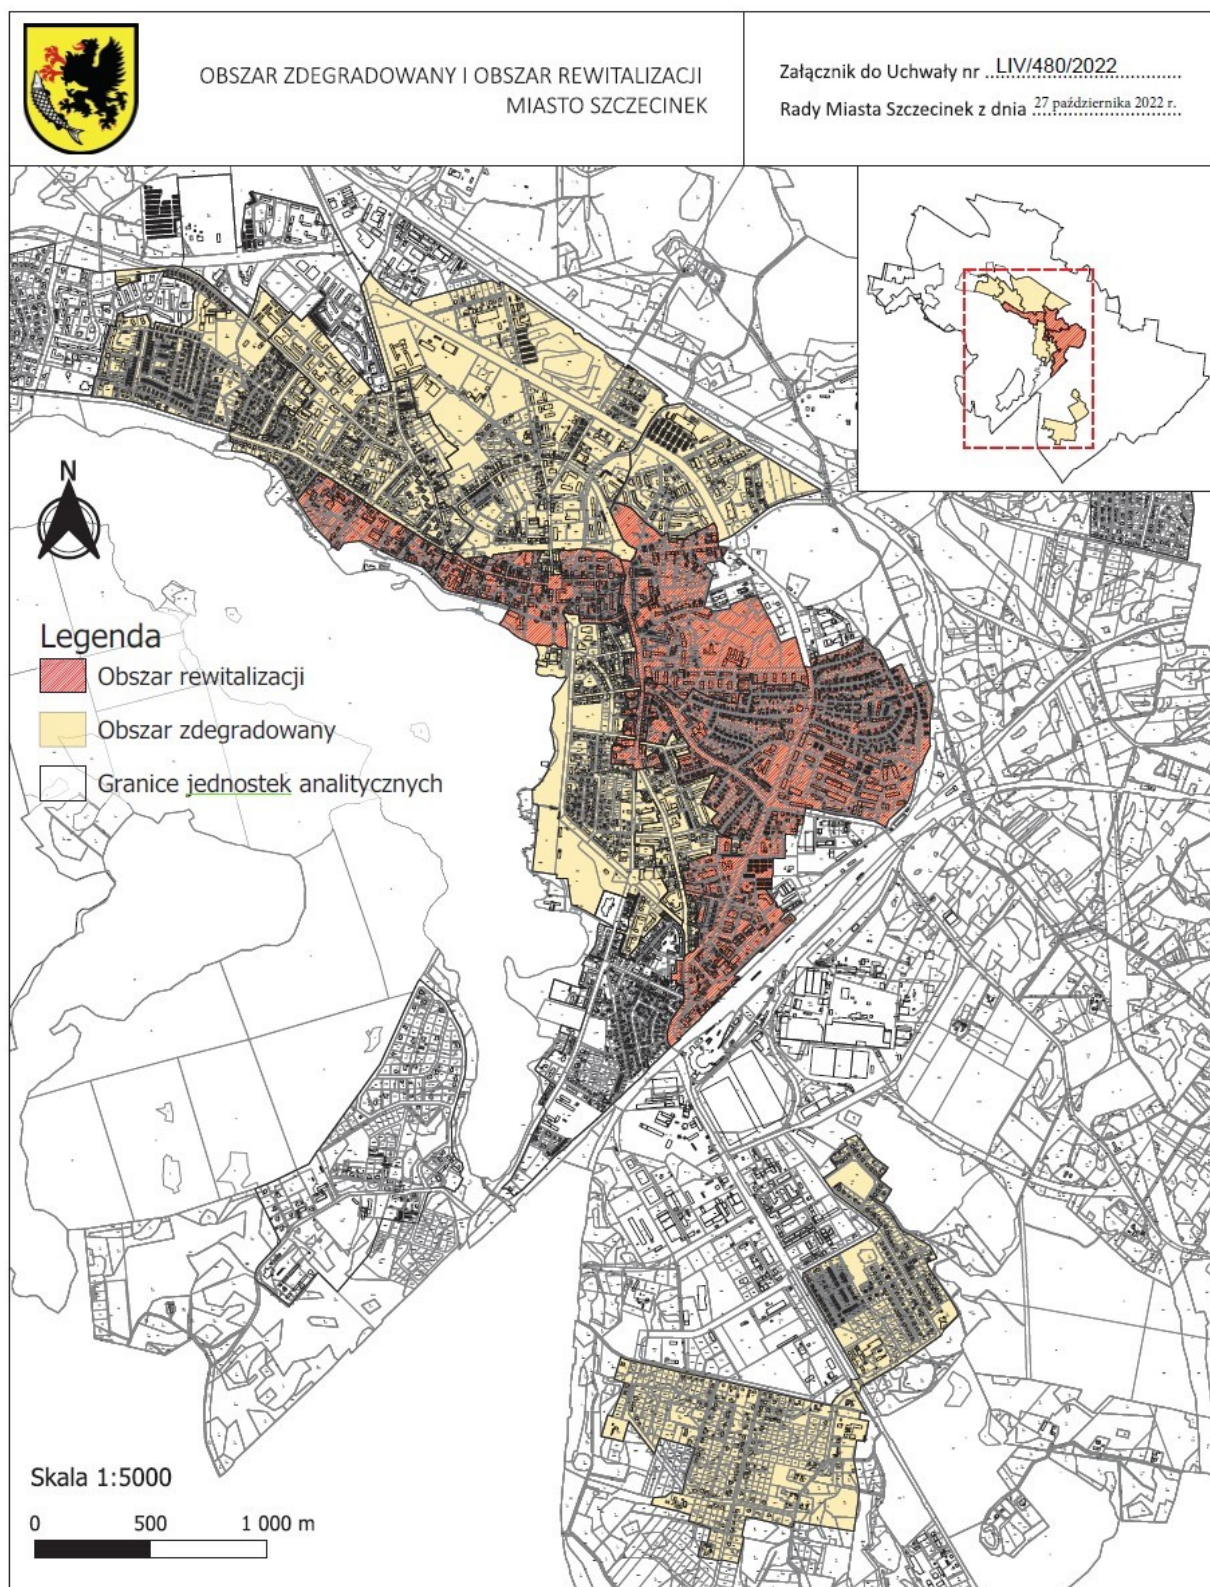 OBSZAR ZDEGRADOWANY I OBSZAR REWITALIZACJI
MIASTO SZCZECINEK
Załącznik do Uchwały nr ..LIV/480/2022..............
Rady Miasta Szczecinek z dnia 27 października 2022 r.
N
Legenda
Obszar rewitalizacji
Obszar zdegradowany
Granice jednostek analitycznych
Skala 1:5000
0 500 1 000 m